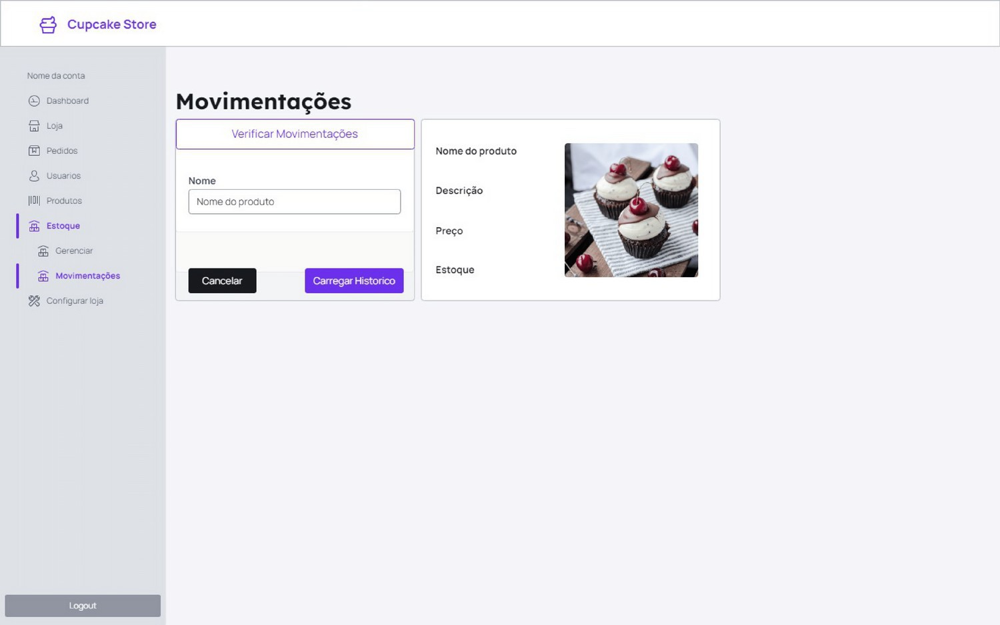 Cupcake Store
Nome da conta
Dashboard
Loja
Pedidos
Usuarios
Produtos
Estoque
Gerenciar
Movimentações
Configurar loja
Logout
Movimentações
Verificar Movimentações
Nome
Nome do produto
Cancelar
Carregar Historico
Nome do produto
Descrição
Preço
Estoque